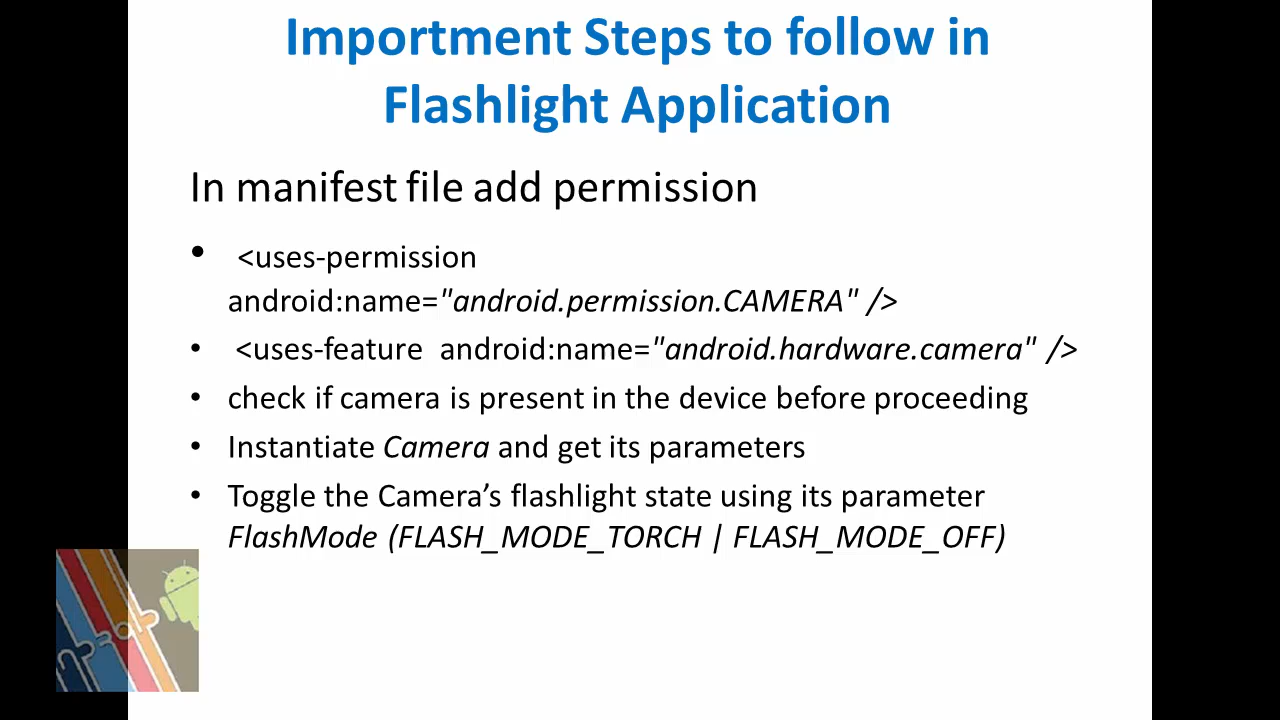 Importment Steps to follow in
Flashlight Application
In manifest file add permission
• <uses-permission
android:name="android.permission.CAMERA" />
• <uses-feature android:name="android.hardware.camera" />
• check if camera is present in the device before proceeding
• Instantiate Camera and get its parameters
• Toggle the Camera’s flashlight state using its parameter
FlashMode (FLASH_MODE_TORCH | FLASH_MODE_OFF)